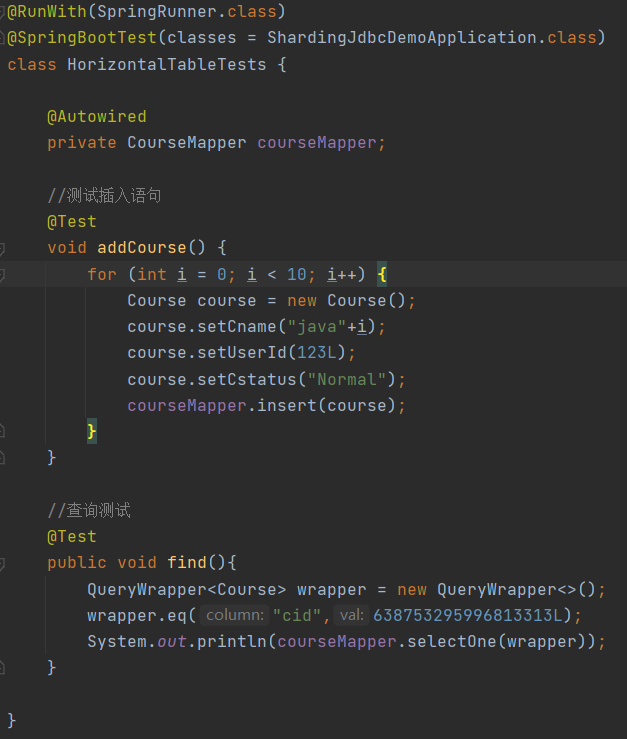 @RunWith(SpringRunner.class)
@SpringBootTest(classes = ShardingJdbcDemoApplication.class)
class HorizontalTableTests {
@Autowired
private CourseMapper courseMapper;
//测试插入语句
@Test
void addCourse() {
for (int i = 0; i < 10; i++) {
Course course = new Course();
course.setCname("java"+i);
course.setUserId(123L);
course.setCstatus("Normal");
courseMapper.insert(course);
}
}
//查询测试
@Test
public void find(){
QueryWrapper<Course> wrapper = new QueryWrapper<>();
wrapper.eq( column: "cid", val: 638753295996813313L);
System.out.println(courseMapper.selectOne(wrapper));
}
}